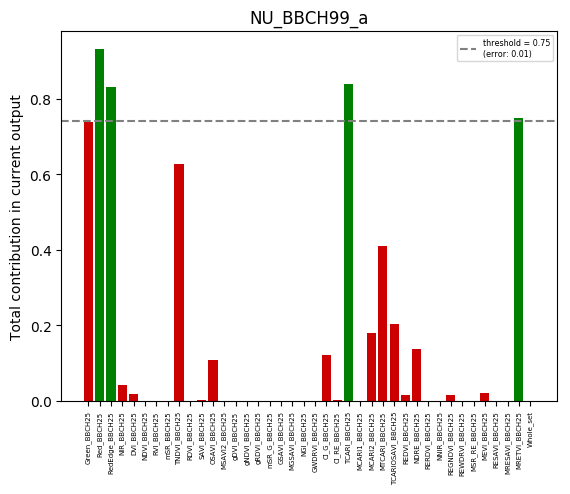 NU_BBCH99_a
threshold = 0.75
(error: 0.01)
Total contribution in current output
0.8
0.6
0.4
0.2
0.0
Green_BBCH25
Red_BBCH25
RedEdge_BBCH25
NIR_BBCH25
DVI_BBCH25
NDVI_BBCH25
RVI_BBCH25
mSR_BBCH25
TNDVI_BBCH25
RDVI_BBCH25
SAVI_BBCH25
OSAVI_BBCH25
MSAVI2_BBCH25
gDVI_BBCH25
gNDVI_BBCH25
gRDVI_BBCH25
mSR_G_BBCH25
GSAVI_BBCH25
MGSAVI_BBCH25
NGI_BBCH25
GWDRVI_BBCH25
CI_G_BBCH25
CI_RE_BBCH25
TCARI_BBCH25
MCARI1_BBCH25
MCARI2_BBCH25
MTCARI_BBCH25
TCARIOSAVI_BBCH25
REDVI_BBCH25
NDRE_BBCH25
RERDVI_BBCH25
NNIR_BBCH25
REGNDVI_BBCH25
REWDRVI_BBCH25
MSR_RE_BBCH25
MEVI_BBCH25
RESAVI_BBCH25
MRESAVI_BBCH25
MRETVI_BBCH25
Whole_set